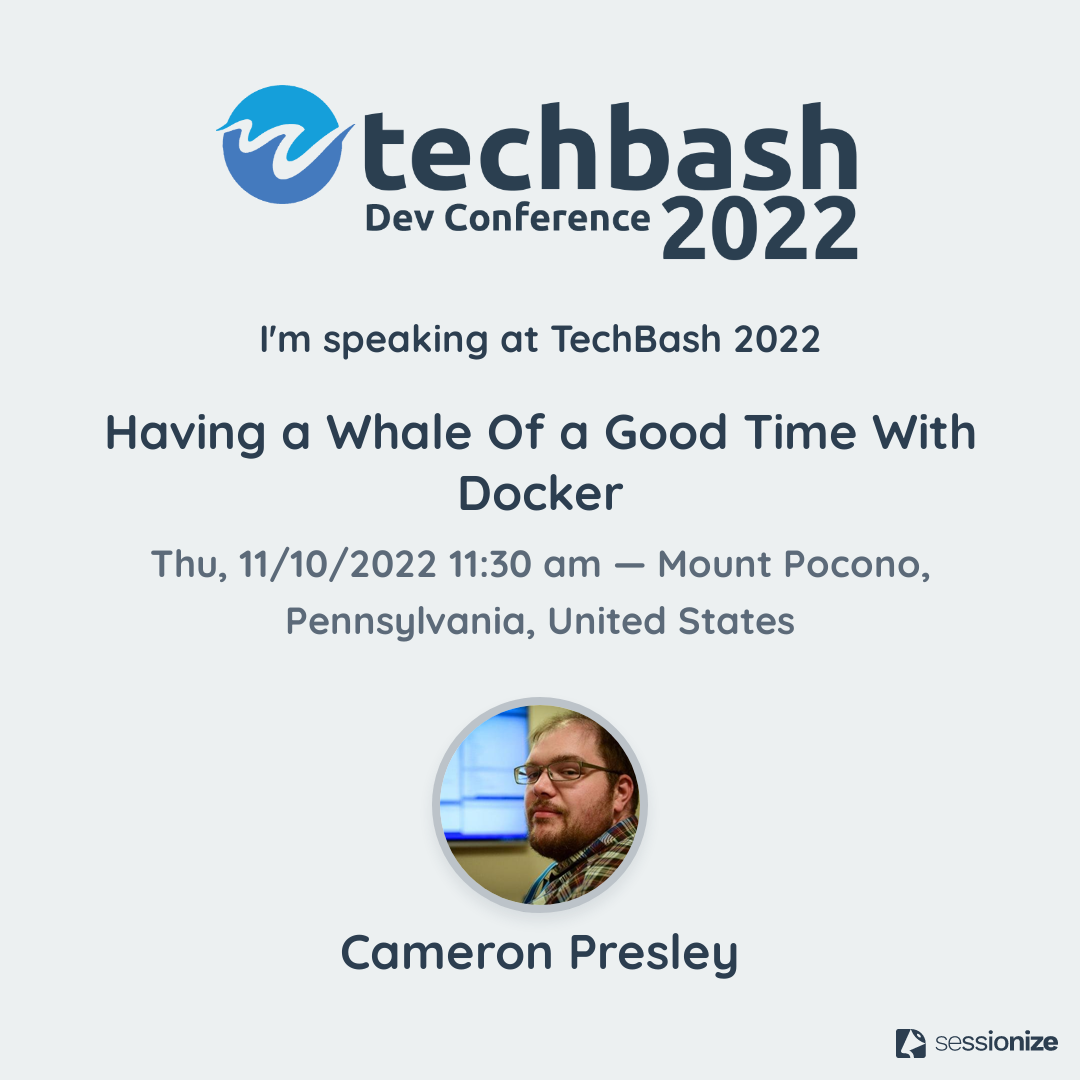 techbash
Dev Conference 2022
I'm speaking at TechBash 2022
Having a Whale Of a Good Time With
Docker
Thu, 11/10/2022 11:30 am — Mount Pocono,
Pennsylvania, United States
Cameron Presley
sessionize